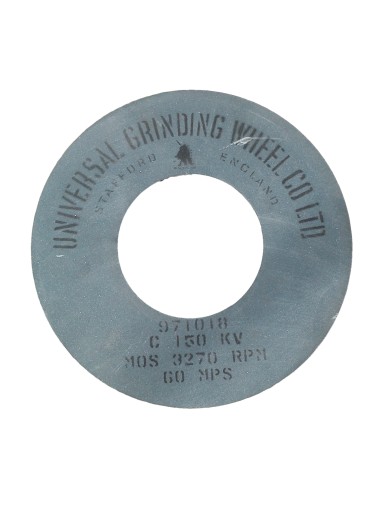 UNIVERSAL GRINDING WHEEL CO LTD
STAFFORD ENGLAND
971018
C 150 KV
MOS 3270 RPM
60 MPS